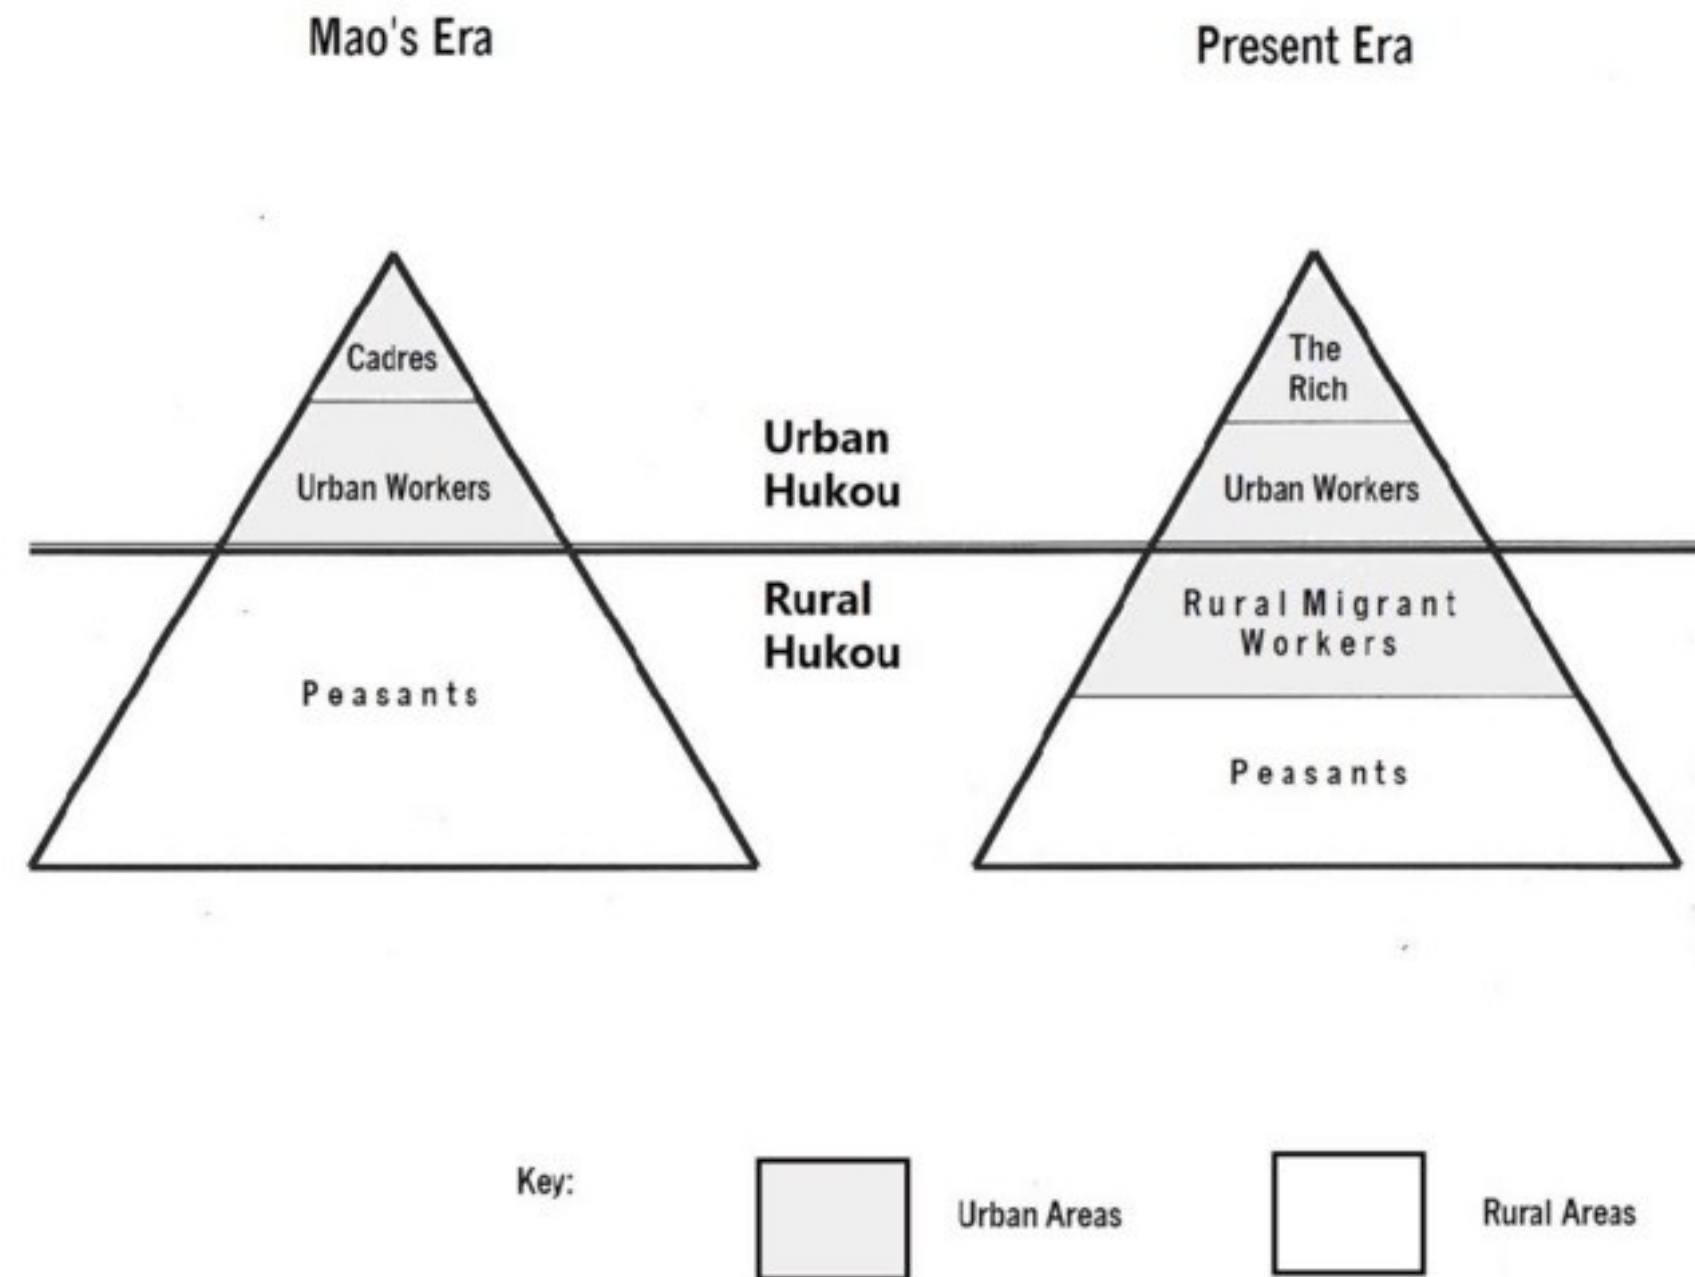 Mao's Era
Present Era
Cadres
Urban Workers
Peasants
Urban
Hukou
Rural
Hukou
The
Rich
Urban Workers
Rural Migrant
Workers
Peasants
Key:
Urban Areas
Rural Areas